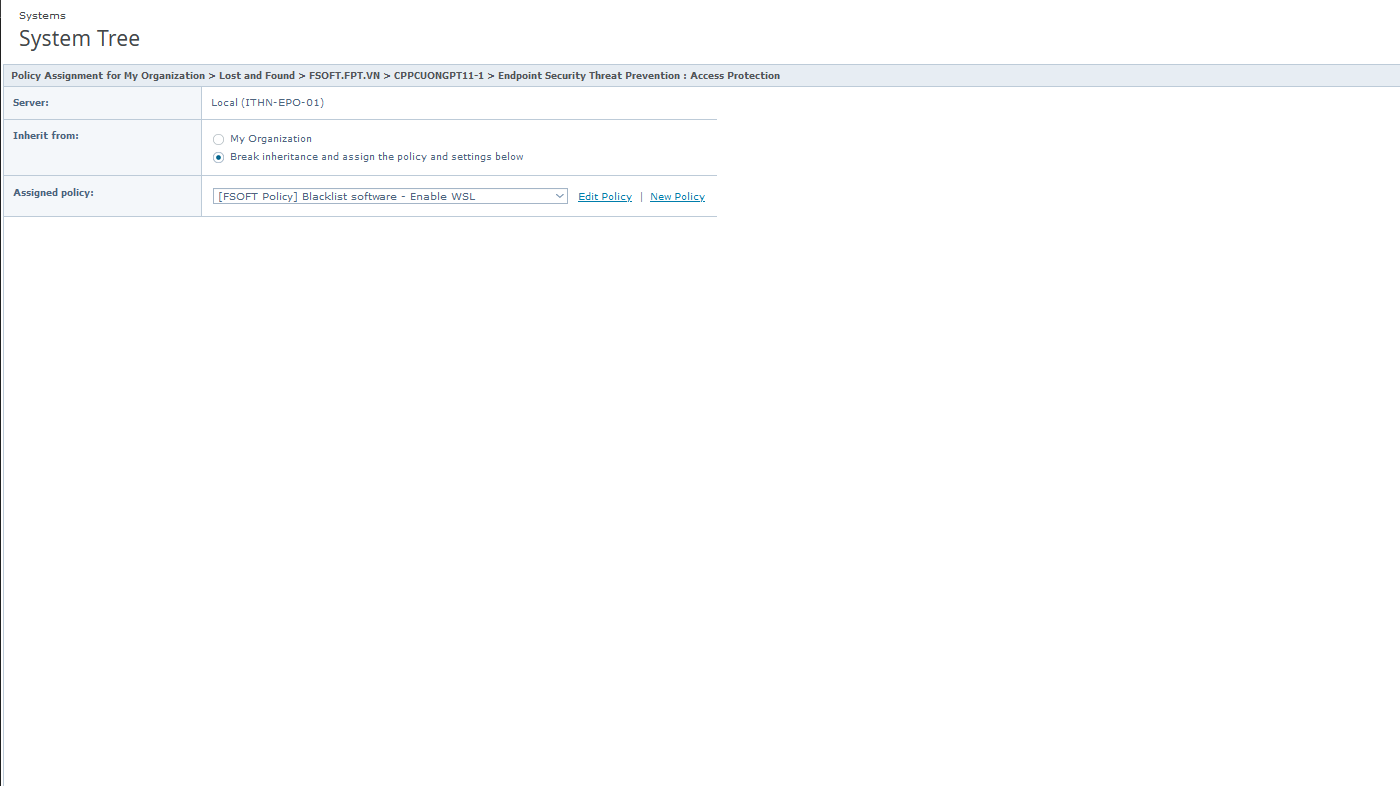 Systems
System Tree
Policy Assignment for My Organization > Lost and Found > FSOFT.FPT.VN > CPPCUONGPT11-1 > Endpoint Security Threat Prevention : Access Protection
Server: Local (ITHN-EPO-01)
Inherit from: My Organization
Break inheritance and assign the policy and settings below
Assigned policy: [FSOFT Policy] Blacklist software - Enable WSL Edit Policy | New Policy